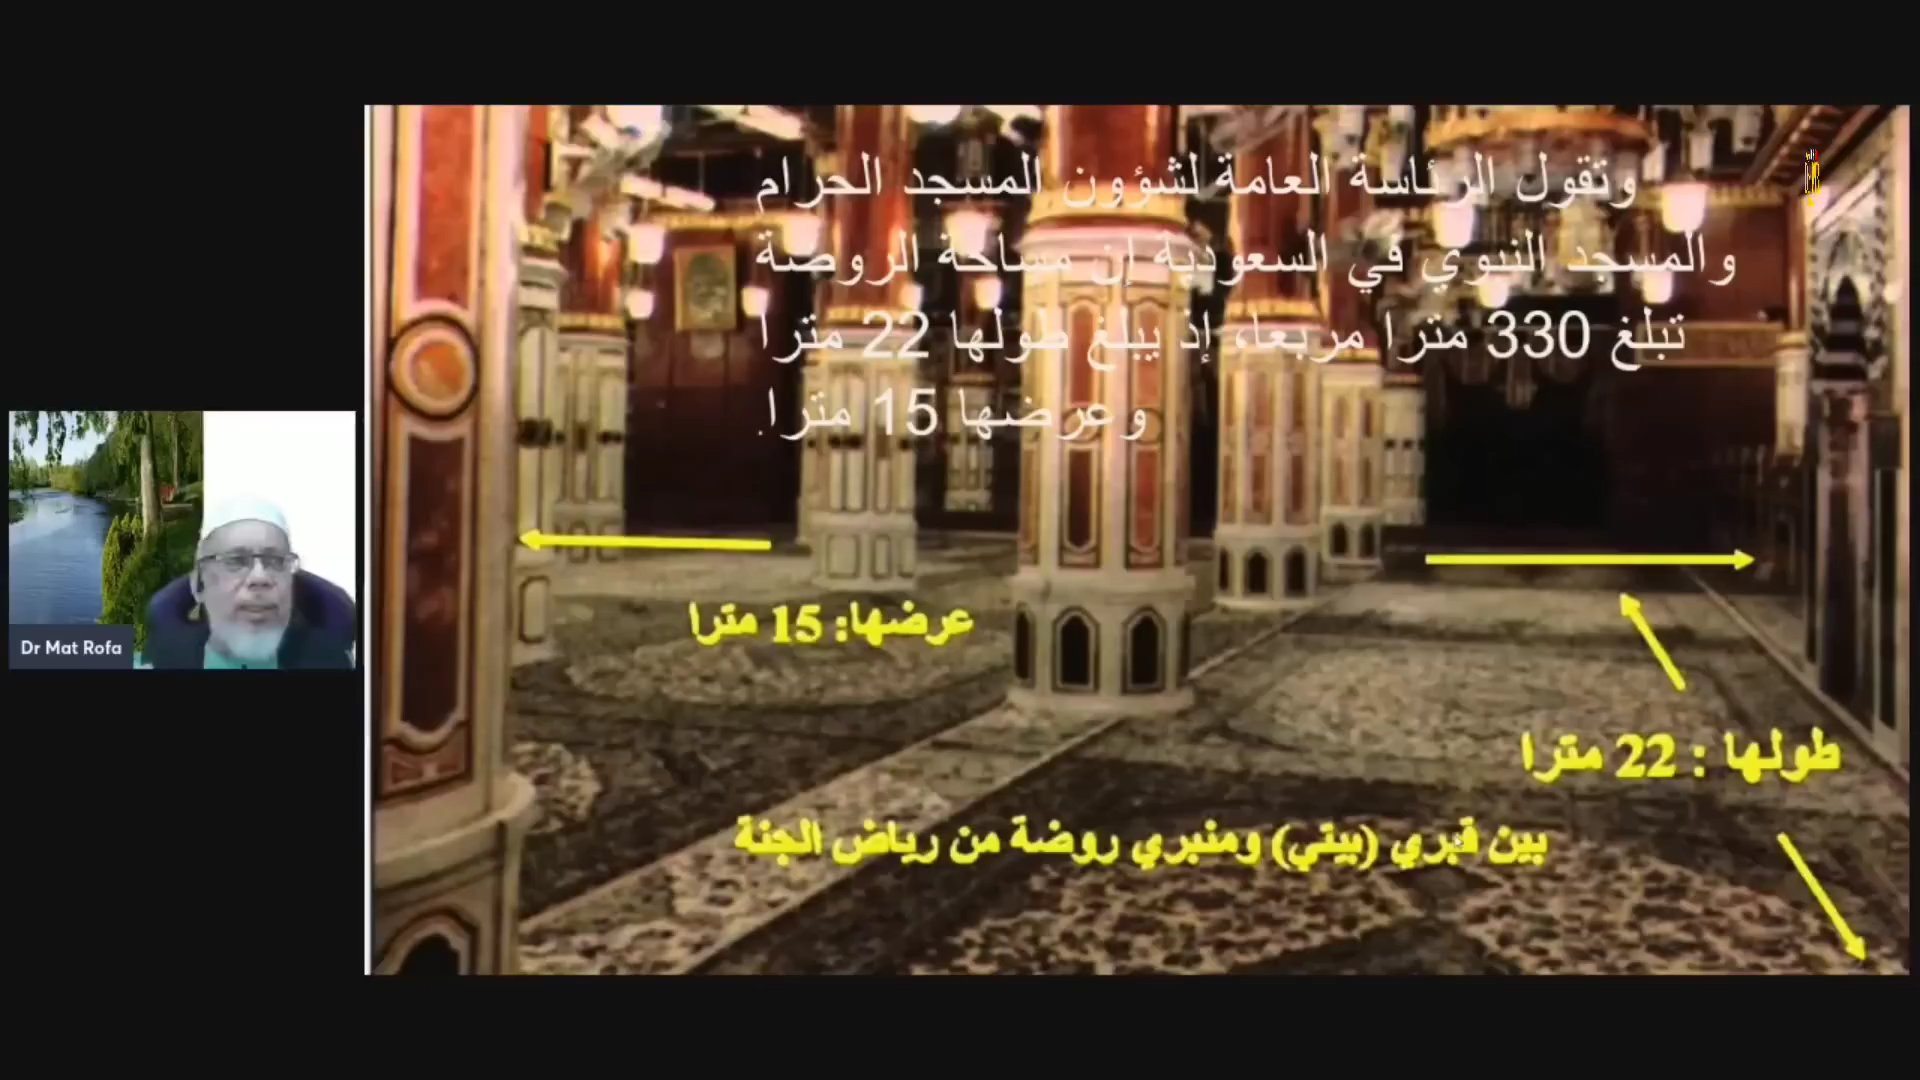 وتقول الرئاسة العامة لشؤون المسجد الحرام
والمسجد النبوي في السعودية إن مساحة الروضة
تبلغ 330 مترا مربعا، إذ يبلغ طولها 22 مترا
وعرضها 15 مترا.
عرضها: 15 مترا
طولها : 22 مترا
بين قبري (بيتي) ومنبري روضة من رياض الجنة
Dr Mat Rofa